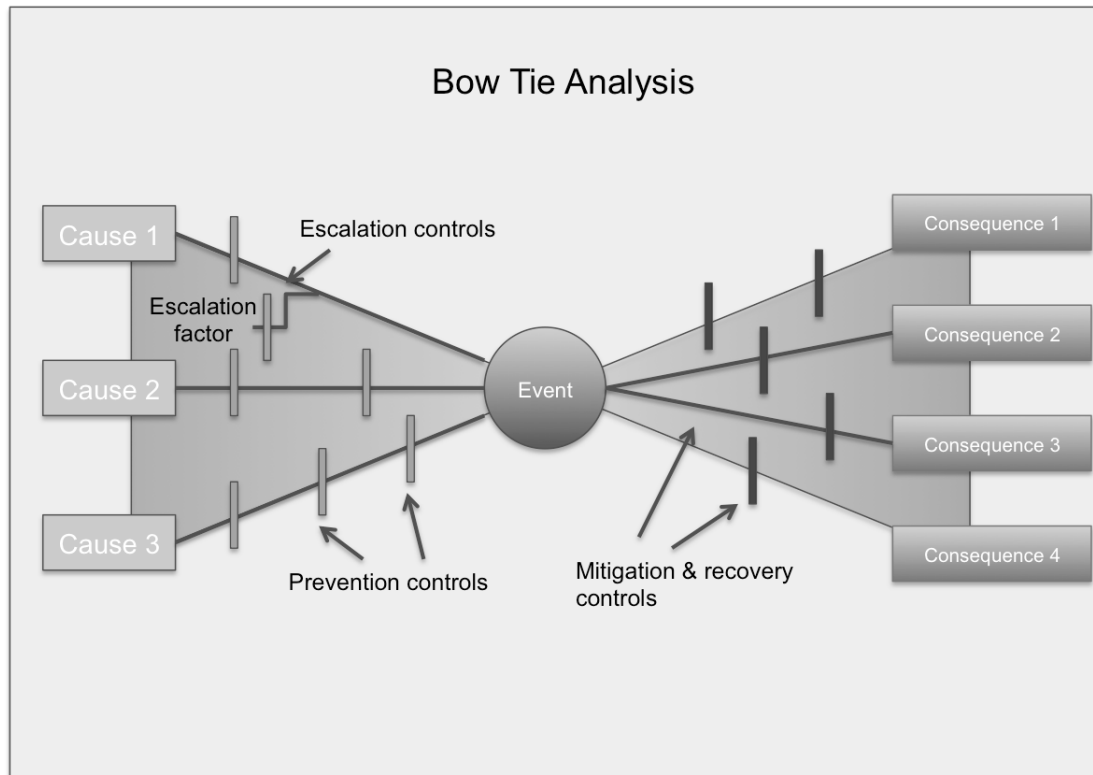 Bow Tie Analysis
Cause 1
Escalation controls
Escalation
factor
Cause 2
Cause 3
Prevention controls
Event
Mitigation & recovery
controls
Consequence 1
Consequence 2
Consequence 3
Consequence 4